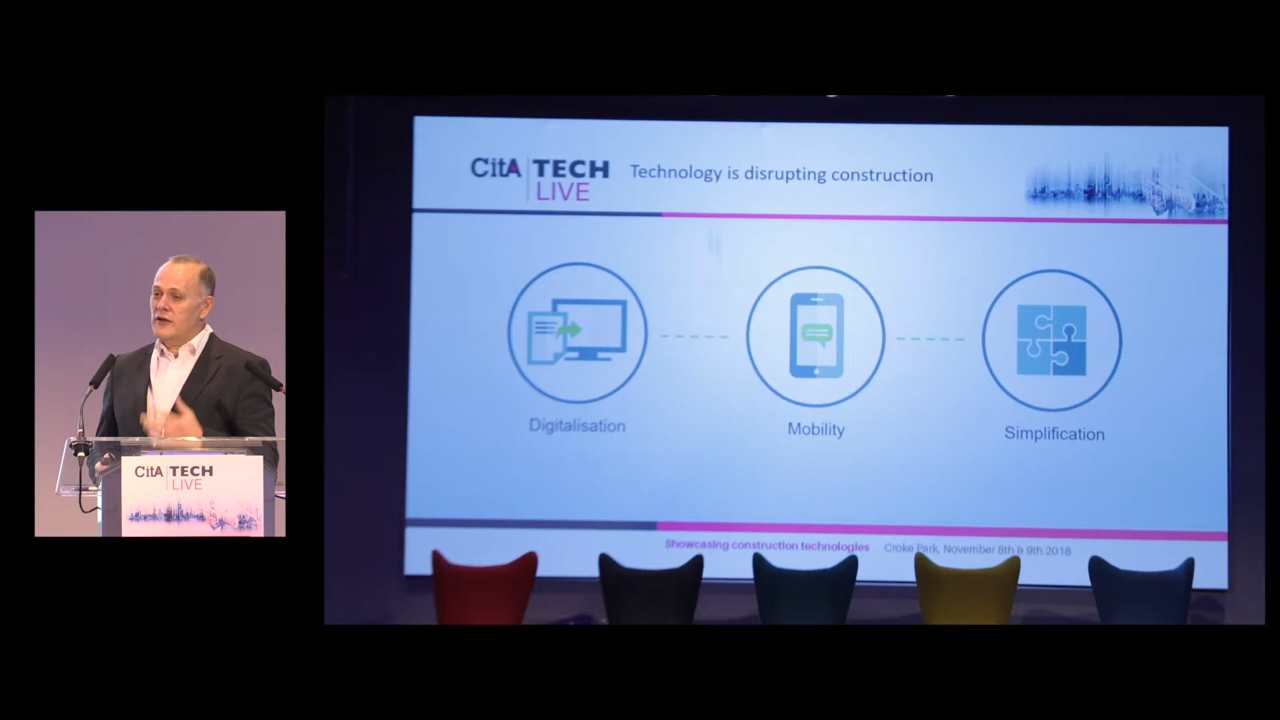 CitA TECH
LIVE
Technology is disrupting construction
Digitalisation
Mobility
Simplification
Showcasing construction technologies Croke Park, November 8th & 9th 2018
CitA TECH
LIVE